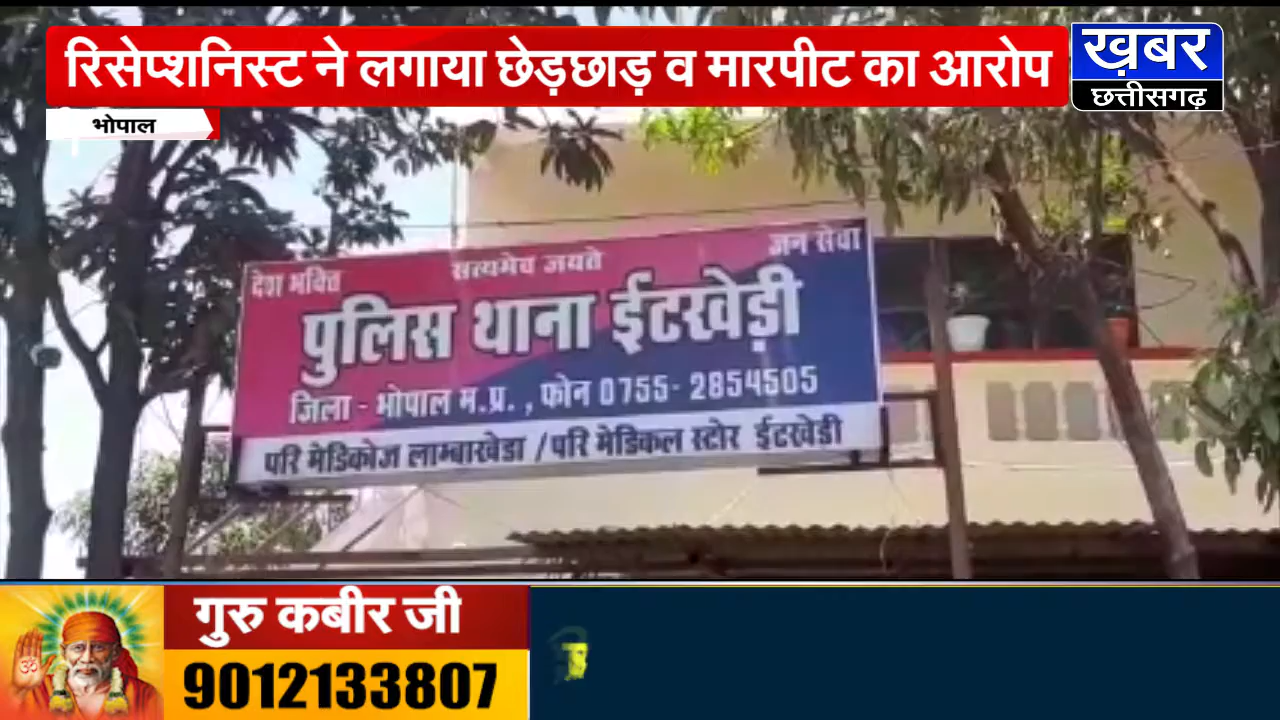 रिसेप्शनिस्ट ने लगाया छेड़छाड़ व मारपीट का आरोप
ख़बर
छत्तीसगढ़
भोपाल
देश भक्ति सत्यमेव जयते जन सेवा
पुलिस थाना ईटखेड़ी
जिला - भोपाल म.प्र. , फोन 0755- 2854505
परि मेडिकोज लाम्बाखेडा / परि मेडिकल स्टोर ईटखेडी
गुरु कबीर जी
9012133807
ॐ